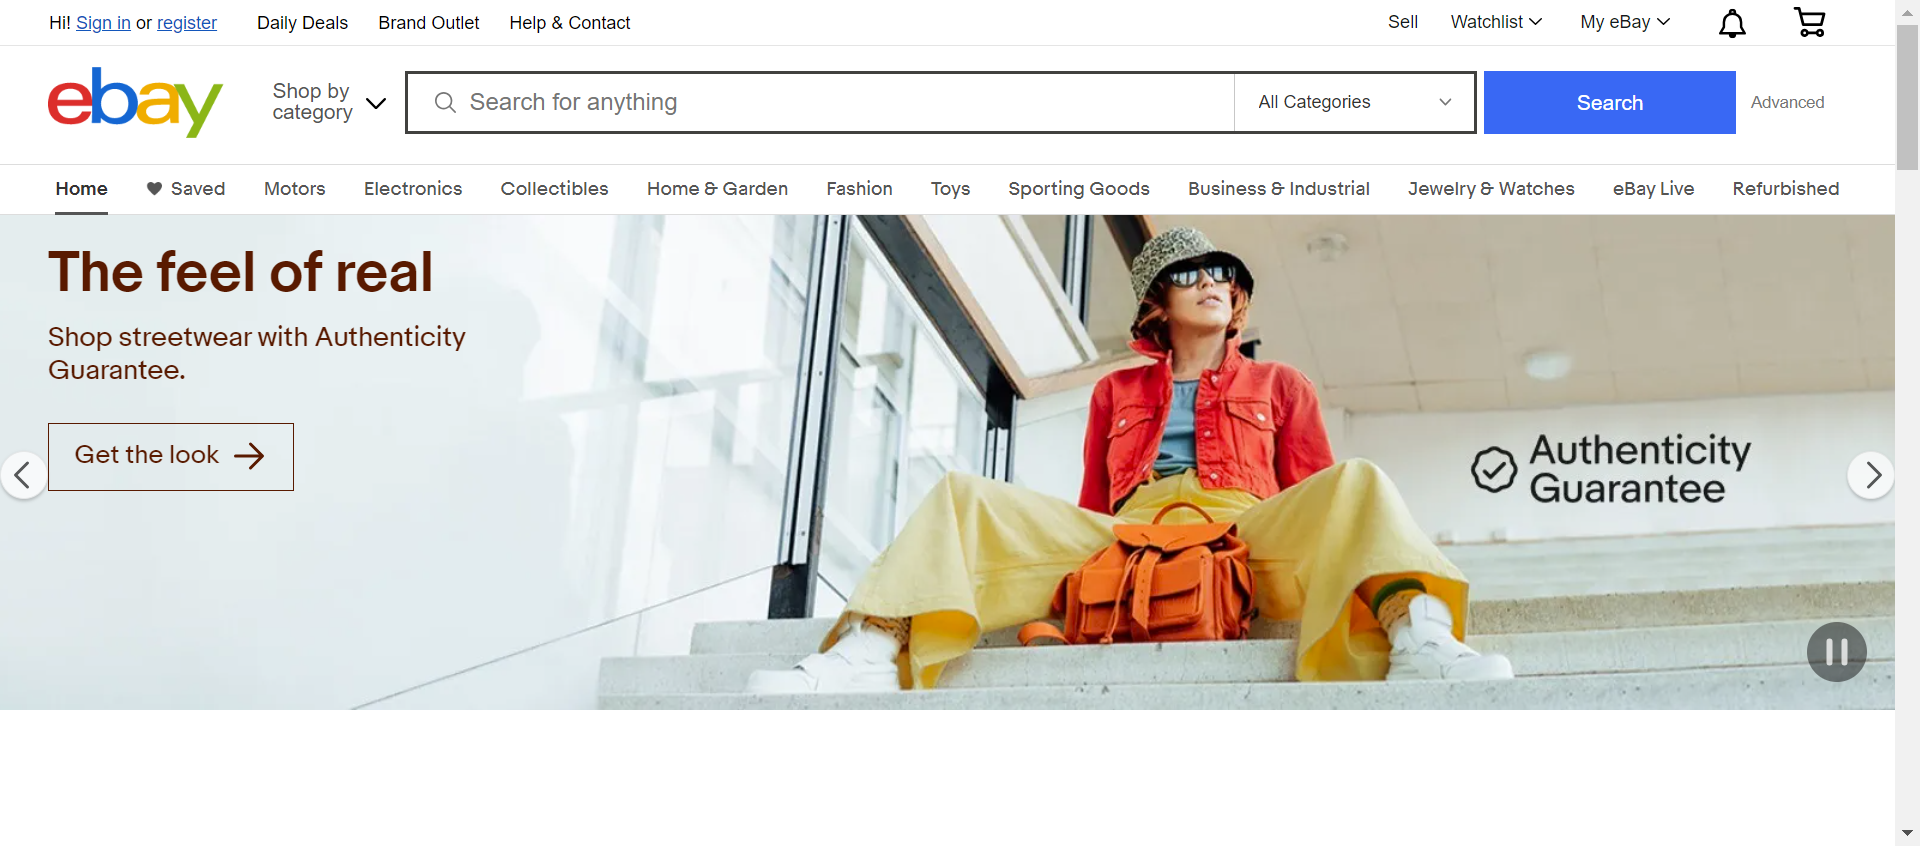 Hi! Sign in or register Daily Deals Brand Outlet Help & Contact Sell Watchlist My eBay
ebay
Shop by
category
Search for anything
All Categories
Search
Advanced
Home Saved Motors Electronics Collectibles Home & Garden Fashion Toys Sporting Goods Business & Industrial Jewelry & Watches eBay Live Refurbished
The feel of real
Shop streetwear with Authenticity
Guarantee.
Get the look
Authenticity
Guarantee